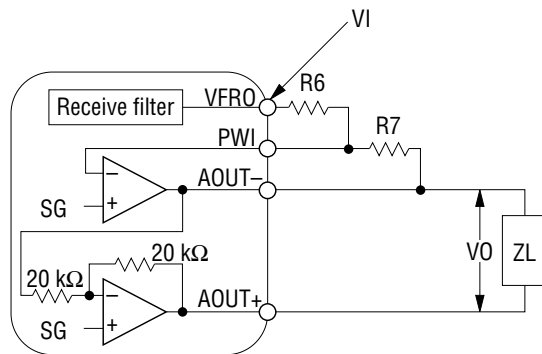 VI
Receive filter
VFRO
R6
PWI
R7
AOUT–
SG
20 kΩ
20 kΩ
VO
ZL
AOUT+
SG
–
+
–
+